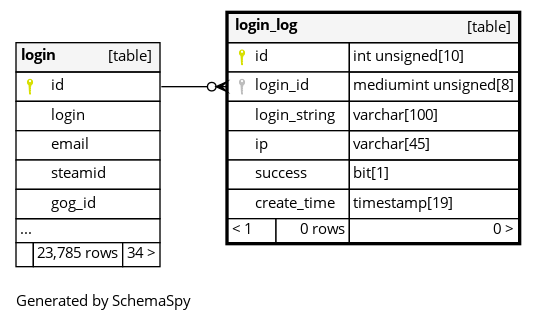 login [table]
id
login
email
steamid
gog_id
...
23,785 rows 34 >
login_log [table]
id int unsigned[10]
login_id mediumint unsigned[8]
login_string varchar[100]
ip varchar[45]
success bit[1]
create_time timestamp[19]
< 1 0 rows 0 >
Generated by SchemaSpy